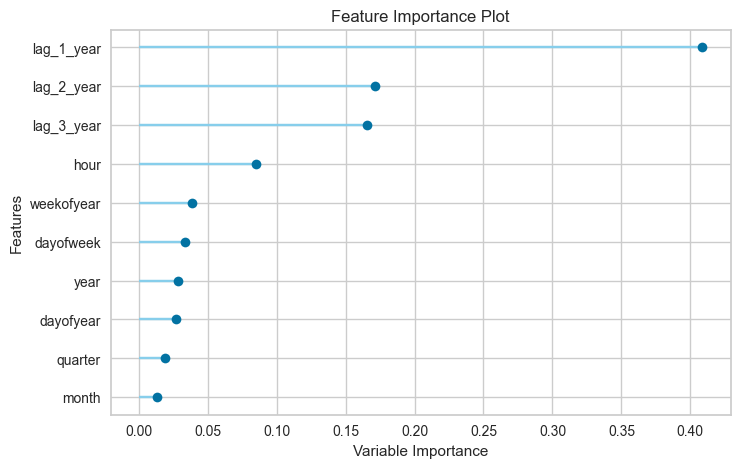 Feature Importance Plot
Features
lag_1_year
lag_2_year
lag_3_year
hour
weekofyear
dayofweek
year
dayofyear
quarter
month
0.00 0.05 0.10 0.15 0.20 0.25 0.30 0.35 0.40
Variable Importance